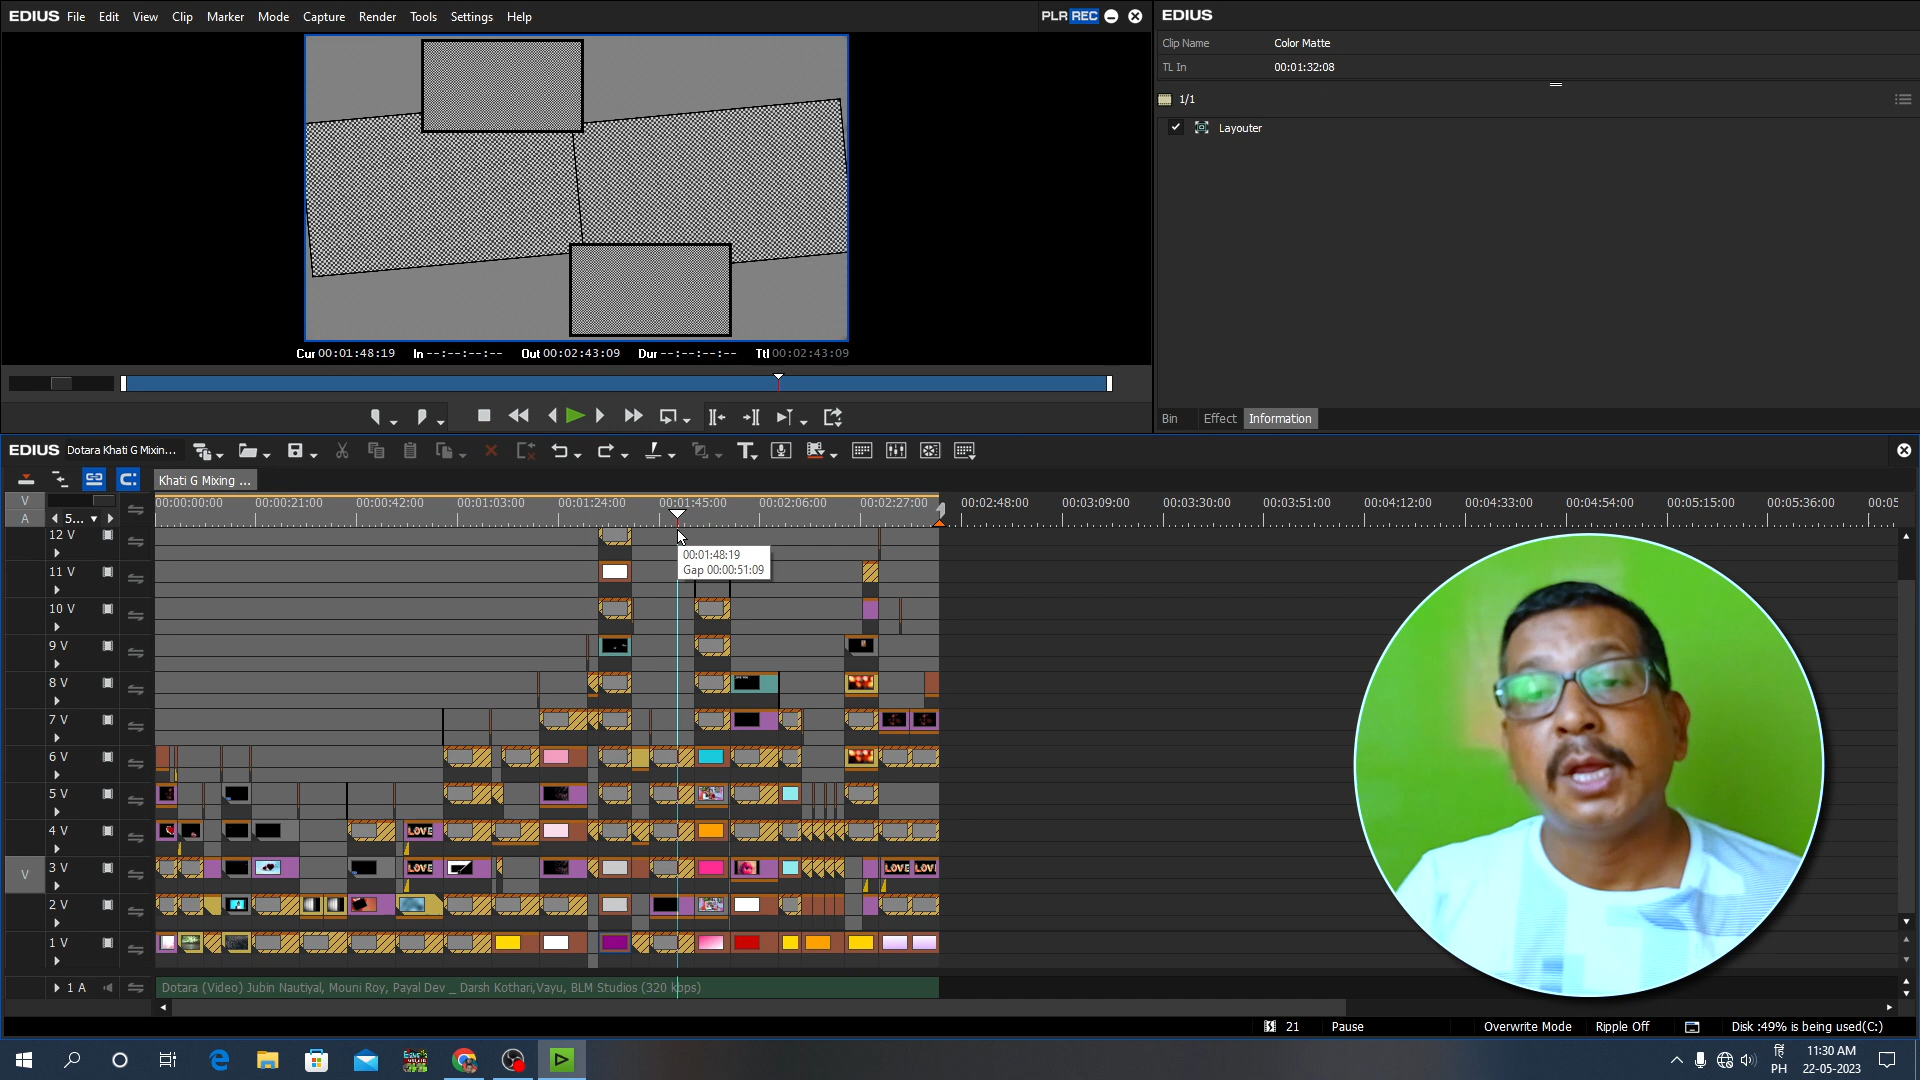 EDIUS File Edit View Clip Marker Mode Capture Render Tools Settings Help
PLR REC
EDIUS
Clip Name Color Matte
TL In 00:01:32:08
1/1
Layouter
Cur 00:01:48:19 In --:--:--:-- Out 00:02:43:09 Dur --:--:--:-- Ttl 00:02:43:09
Bin Effect Information
EDIUS Dotara Khati G Mixin...
Khati G Mixing ...
V 00:00:00:00 00:00:21:00 00:00:42:00 00:01:03:00 00:01:24:00 00:01:45:00 00:02:06:00 00:02:27:00 00:02:48:00 00:03:09:00 00:03:30:00 00:03:51:00 00:04:12:00 00:04:33:00 00:04:54:00 00:05:15:00 00:05:36:00 00:05
A 5...
12 V
00:01:48:19
Gap 00:00:51:09
11 V
10 V
9 V
8 V
7 V
6 V
5 V
4 V LOVE
V 3 V LOVE LOVE LOVE
2 V
1 V
1 A Dotara (Video) Jubin Nautiyal, Mouni Roy, Payal Dev _ Darsh Kothari,Vayu, BLM Studios (320 kbps)
21 Pause Overwrite Mode Ripple Off Disk :49% is being used(C:)
हि 11:30 AM
PH 22-05-2023